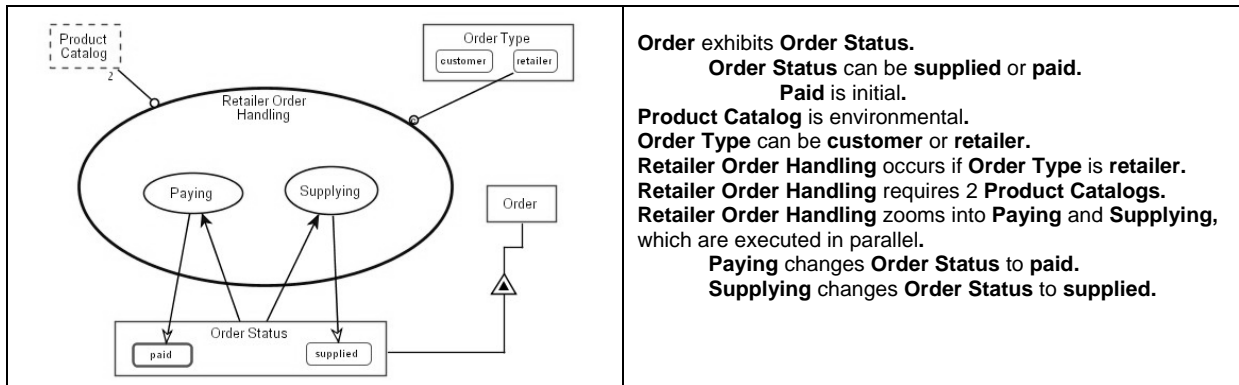 Product
Catalog
2
Order Type
customer
retailer
Retailer Order
Handling
Paying
Supplying
Order
Order Status
paid
supplied
Order exhibits Order Status.
Order Status can be supplied or paid.
Paid is initial.
Product Catalog is environmental.
Order Type can be customer or retailer.
Retailer Order Handling occurs if Order Type is retailer.
Retailer Order Handling requires 2 Product Catalogs.
Retailer Order Handling zooms into Paying and Supplying,
which are executed in parallel.
Paying changes Order Status to paid.
Supplying changes Order Status to supplied.